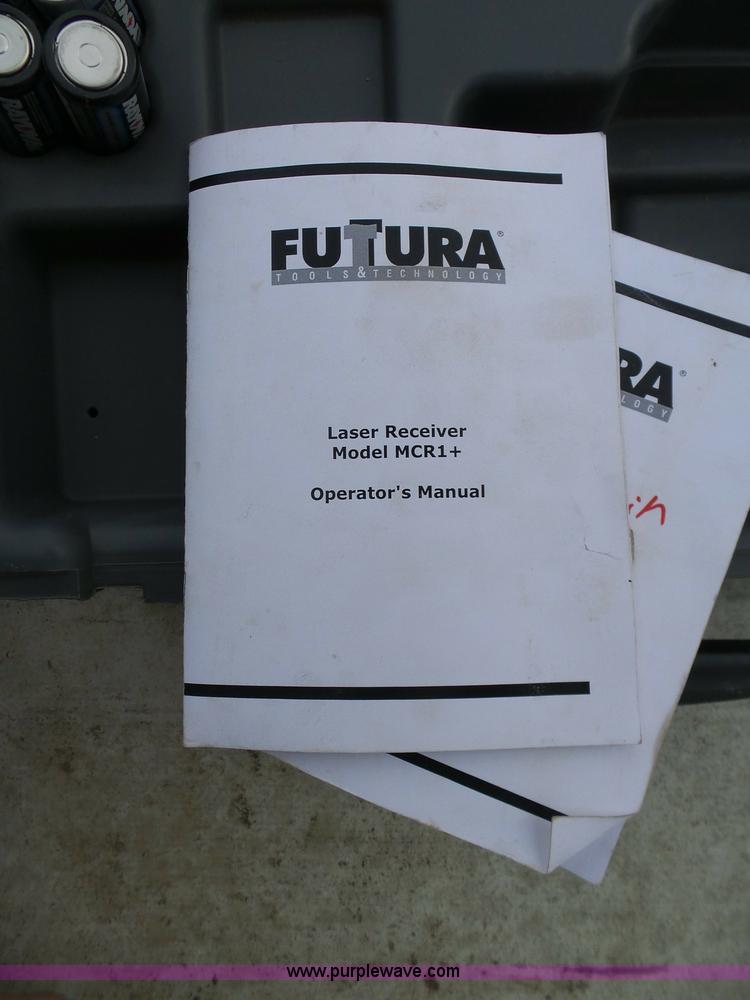 FUTURA®
TOOLS & TECHNOLOGY
Laser Receiver
Model MCR1+
Operator's Manual
RA®
LOGY
www.purplewave.com